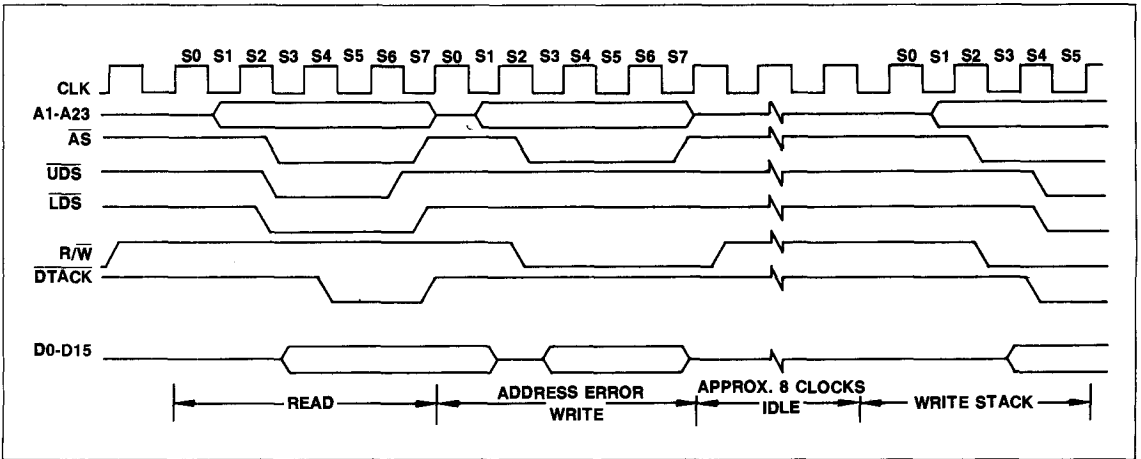 S0 S1 S2 S3 S4 S5 S6 S7 S0 S1 S2 S3 S4 S5 S6 S7 S0 S1 S2 S3 S4 S5
CLK
A1-A23
AS
UDS
LDS
R/W
DTACK
D0-D15
READ
ADDRESS ERROR
WRITE
APPROX. 8 CLOCKS
IDLE
WRITE STACK